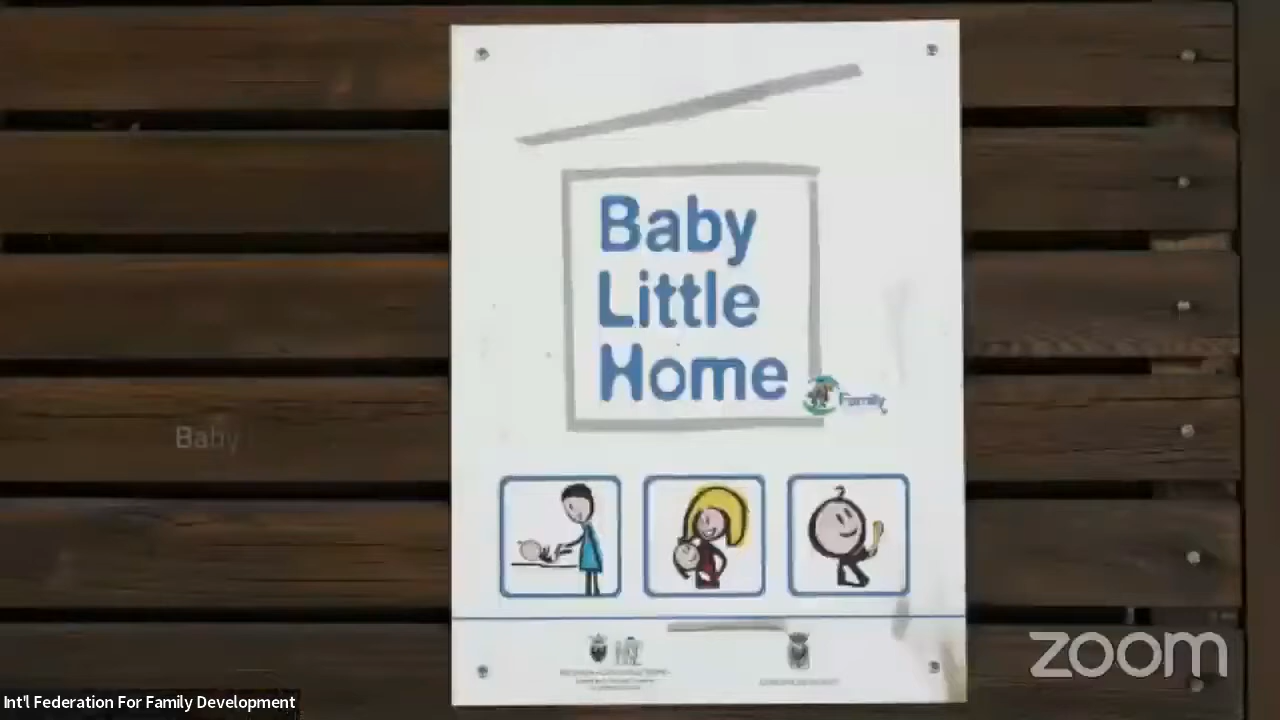 Baby
Little
Home
Family
Baby
zoom
Int'l Federation For Family Development